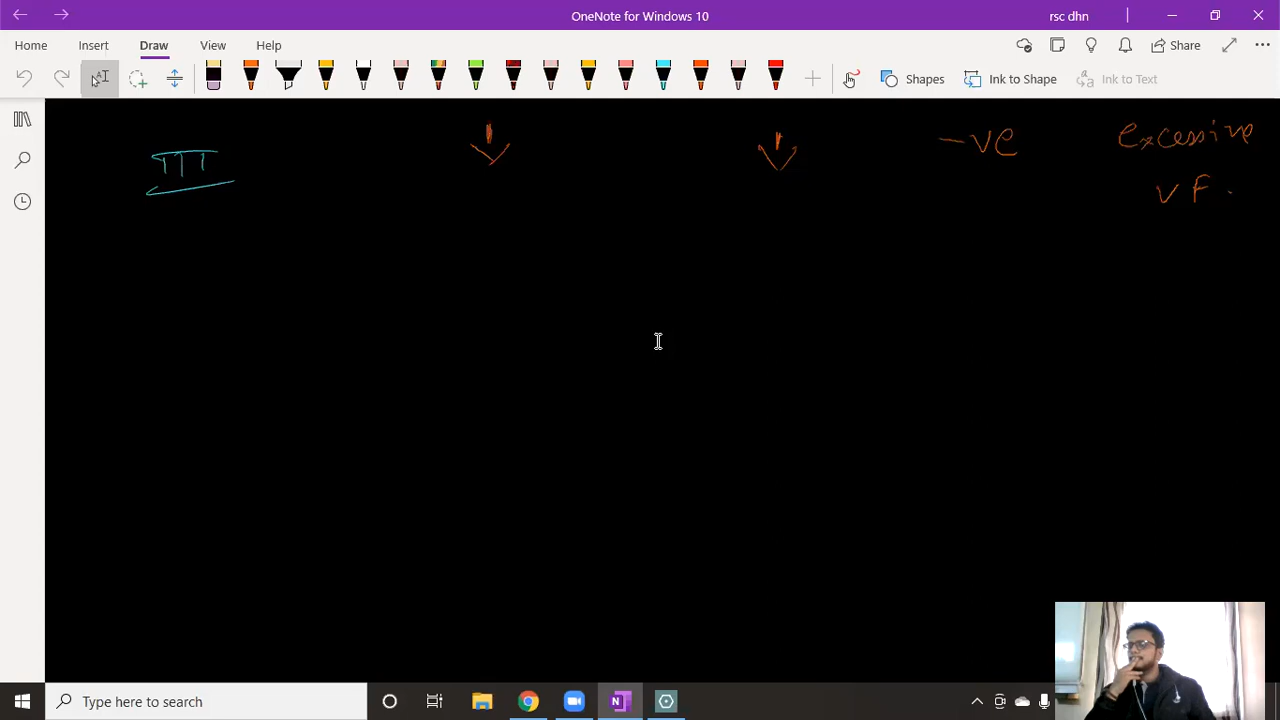 OneNote for Windows 10
rsc dhn
Home Insert Draw View Help
Share
Shapes
Ink to Shape
Ink to Text
III
-ve
excessive
VF
Type here to search